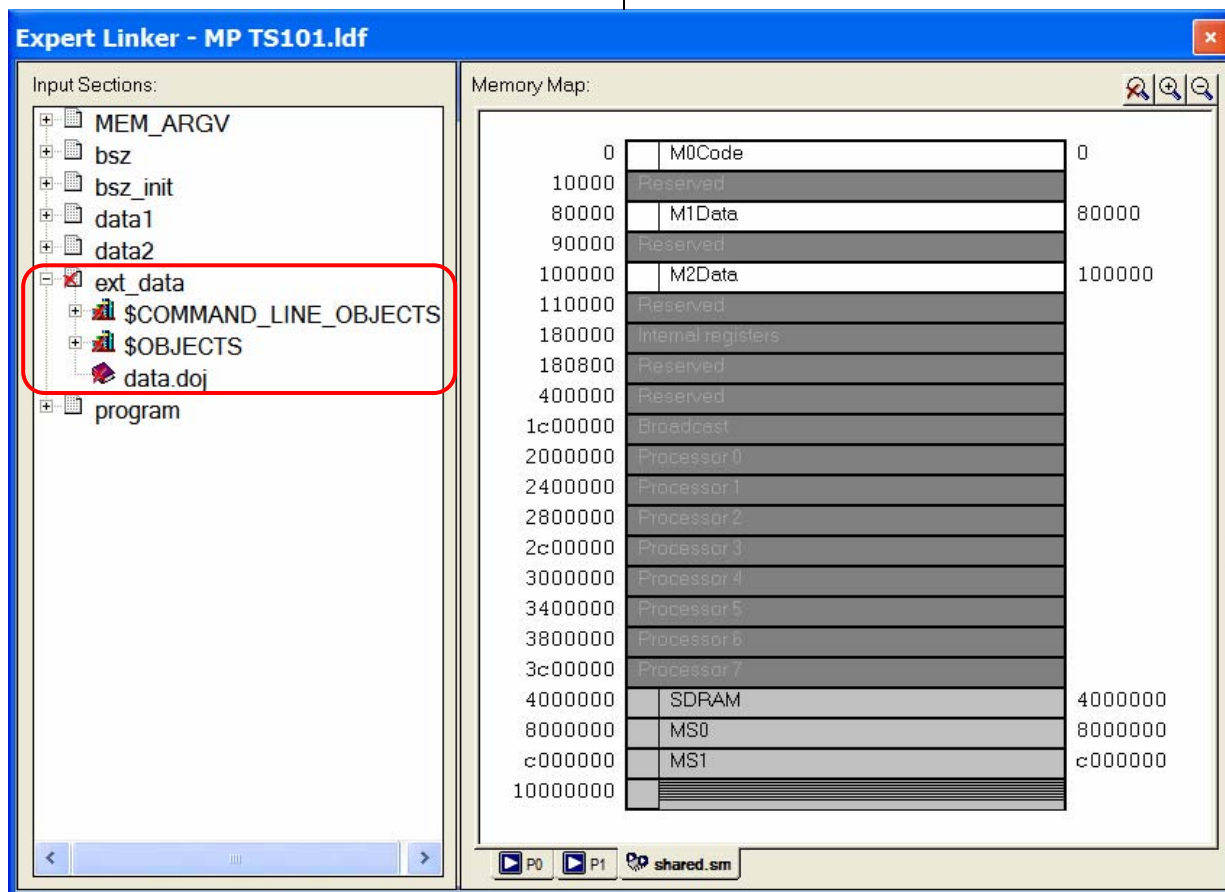 Expert Linker - MP TS101.ldf
Input Sections:
MEM_ARGV
bsz
bsz_init
data1
data2
ext_data
$COMMAND_LINE_OBJECTS
$OBJECTS
data.doj
program
Memory Map:
0 M0Code 0
10000 Reserved
80000 M1Data 80000
90000 Reserved
100000 M2Data 100000
110000 Reserved
180000 Internal registers
180800 Reserved
400000 Reserved
1c00000 Broadcast
2000000 Processor 0
2400000 Processor 1
2800000 Processor 2
2c00000 Processor 3
3000000 Processor 4
3400000 Processor 5
3800000 Processor 6
3c00000 Processor 7
4000000 SDRAM 4000000
8000000 MS0 8000000
c000000 MS1 c000000
10000000
P0 P1 shared.sm